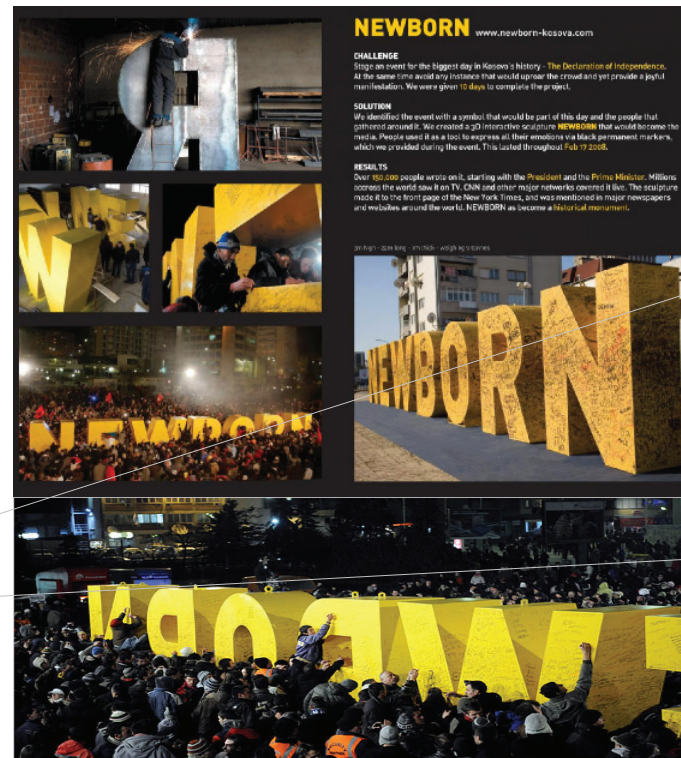 NEWBORN www.newborn-kosova.com
CHALLENGE
Stage an event for the biggest day in Kosovo's history - The Declaration of Independence.
At the same time avoid any instance that would uproar the crowd and yet provide a joyful
manifestation. We were given 10 days to complete the project.
SOLUTION
We identified the event with a symbol that would be part of this day and the people that
gathered around it. We created a 3D interactive sculpture NEWBORN that would become the
media. People used it as a tool to express all their emotions via black permanent markers,
which we provided during the event. This lasted throughout Feb 17 2008.
RESULTS
Over 150,000 people wrote on it, starting with the President and the Prime Minister. Millions
accross the world saw it on TV. CNN and other major networks covered it live. The sculpture
made it to the front page of the New York Times, and was mentioned in major newspapers
and websites around the world. NEWBORN as become a historical monument.
high long thick tonnes
NEWBORN
NEWBORN